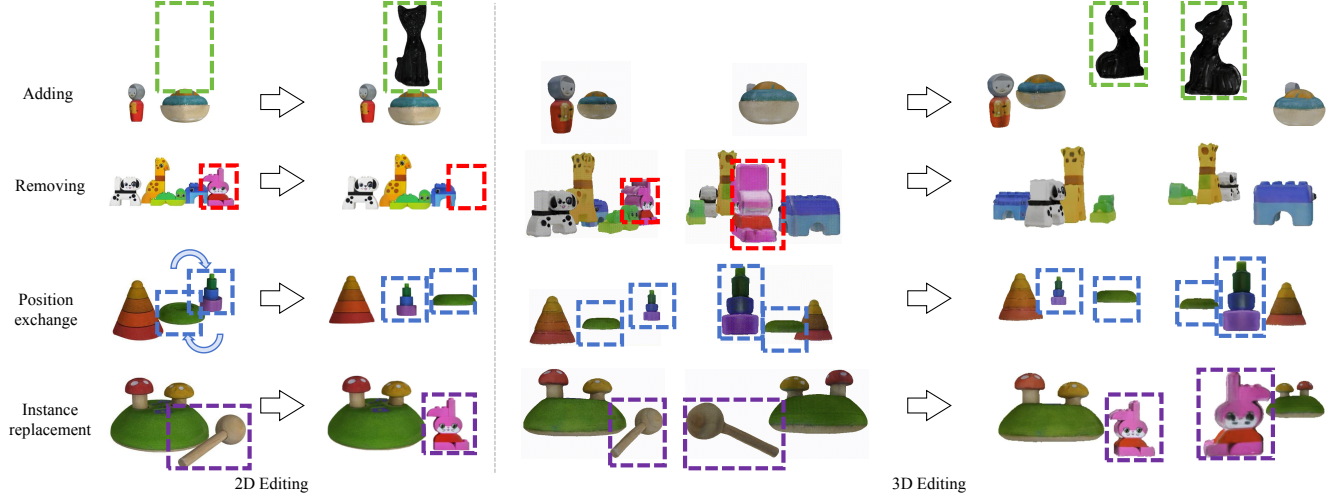 Adding
Removing
Position
exchange
Instance
replacement
2D Editing
3D Editing